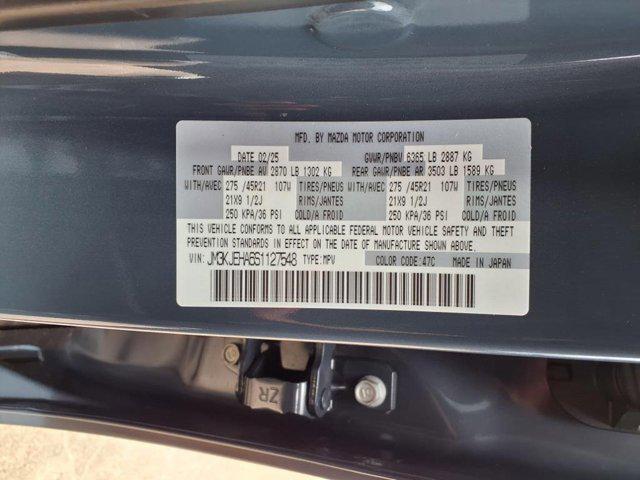 MFD. BY MAZDA MOTOR CORPORATION
DATE 02/25 GVWR/PNBV 6365 LB 2887 KG
FRONT GAWR/PNBE AV 2870 LB 1302 KG REAR GAWR/PNBE AR 3503 LB 1589 KG
WITH/AVEC 275 /45R21 107W TIRES/PNEUS WITH/AVEC 275 /45R21 107W TIRES/PNEUS
21X9 1/2J RIMS/JANTES 21X9 1/2J RIMS/JANTES
250 KPA/36 PSI COLD/A FROID 250 KPA/36 PSI COLD/A FROID
THIS VEHICLE CONFORMS TO ALL APPLICABLE FEDERAL MOTOR VEHICLE SAFETY AND THEFT
PREVENTION STANDARDS IN EFFECT ON THE DATE OF MANUFACTURE SHOWN ABOVE.
VIN: JM3KJEHA6S1127548 TYPE: MPV COLOR CODE: 47C MADE IN JAPAN
ZR